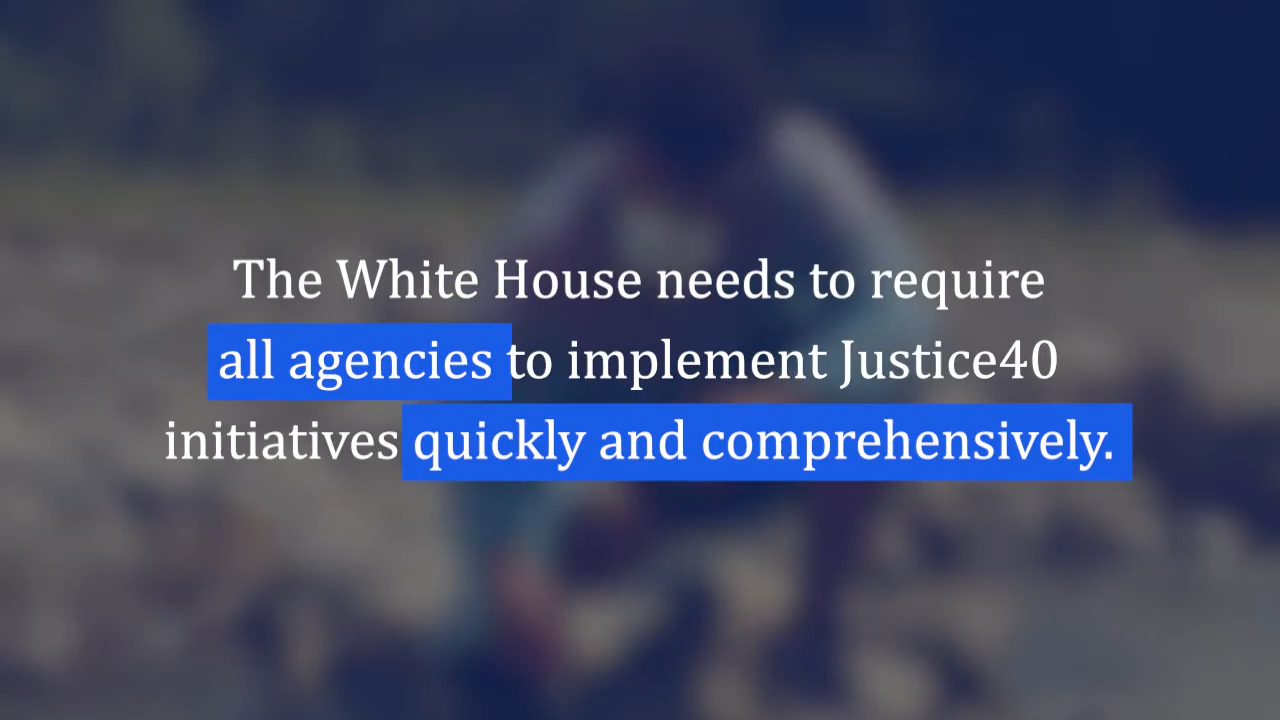 The White House needs to require
all agencies to implement Justice40
initiatives quickly and comprehensively.